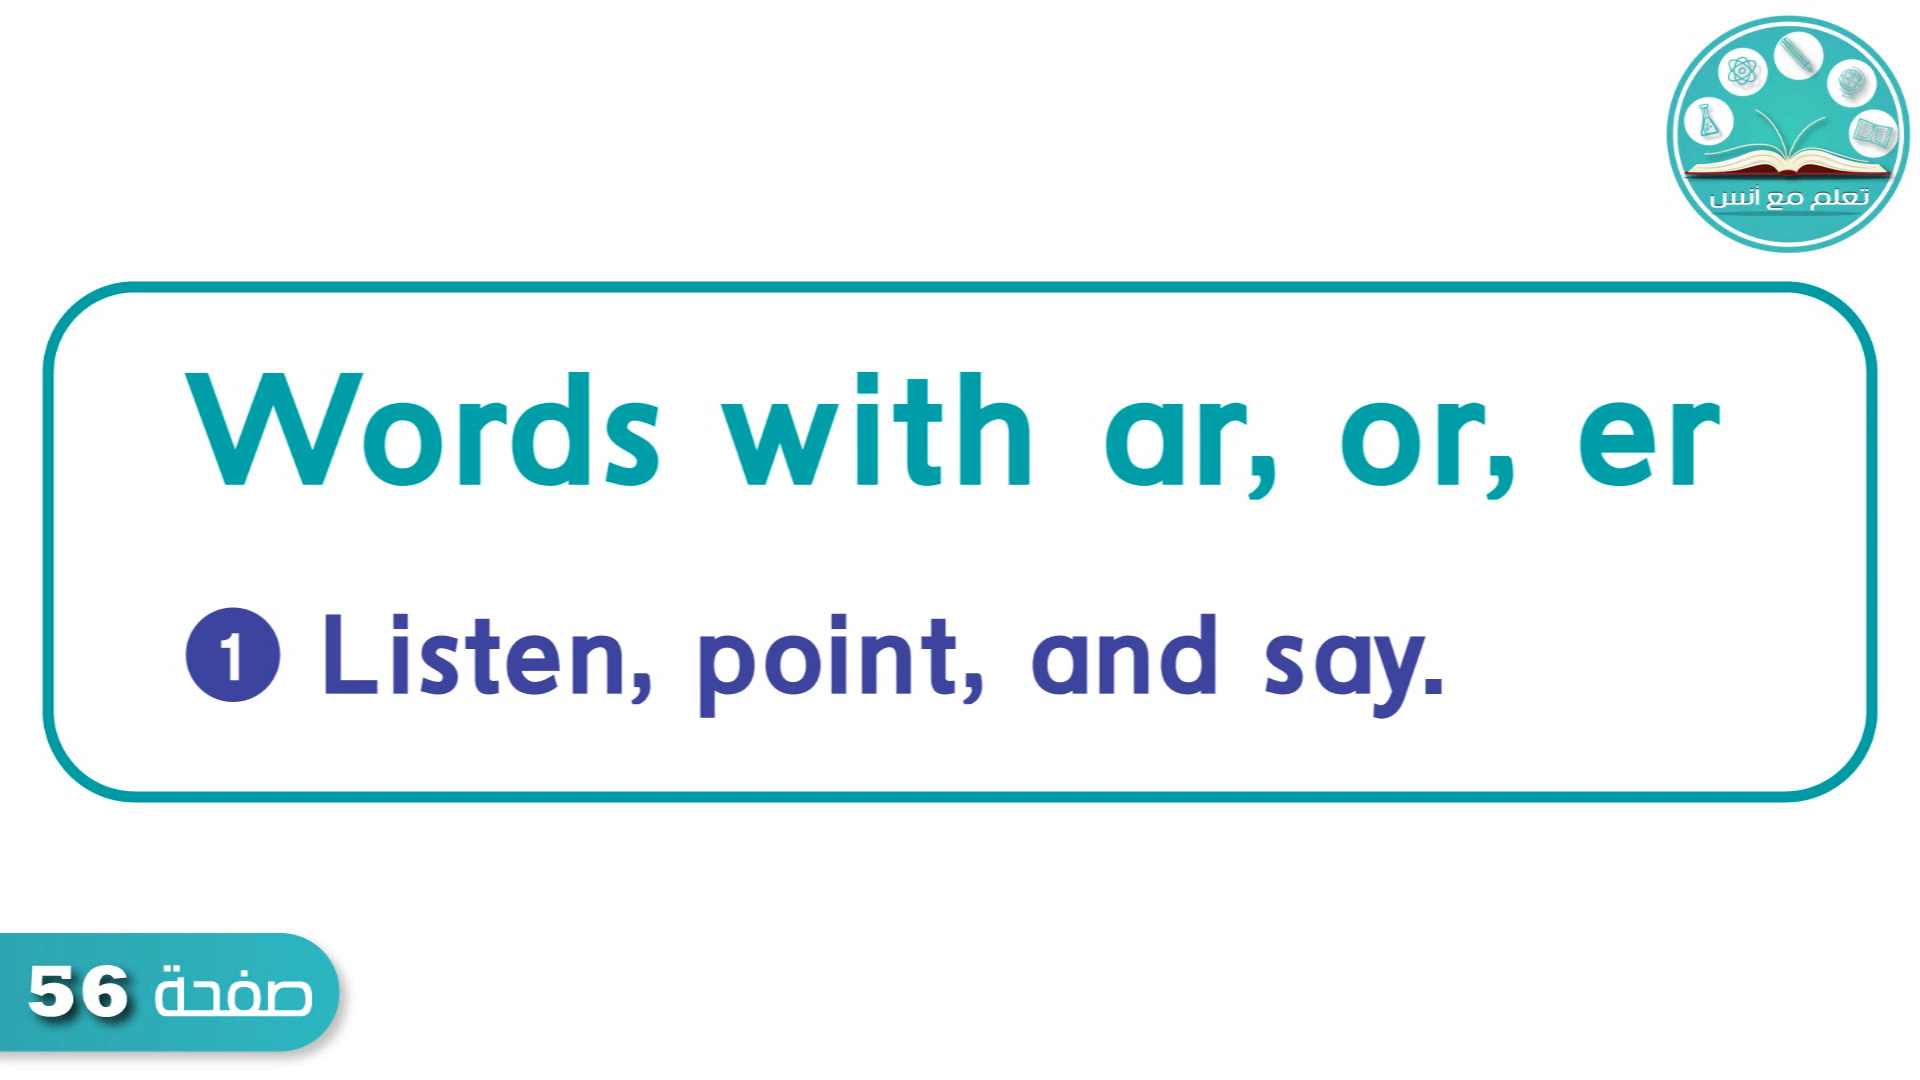 تعلم مع أنس
Words with ar, or, er
1 Listen, point, and say.
صفحة 56